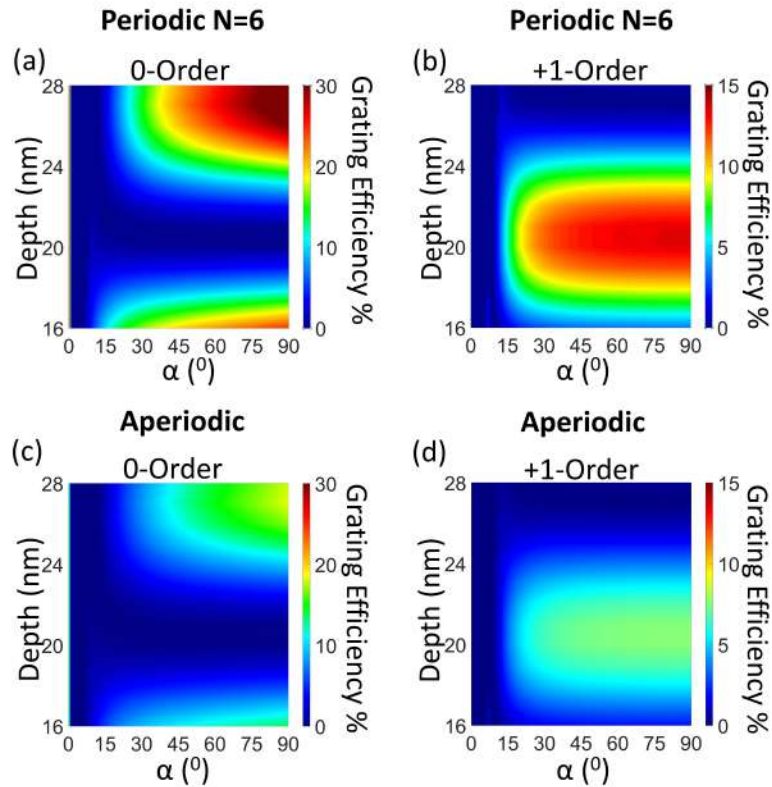 Periodic N=6
(a)
0-Order
Depth (nm)
28
24
20
16
0 15 30 45 60 75 90
α (⁰)
30
20
10
0
Grating Efficiency %
Periodic N=6
(b)
+1-Order
Depth (nm)
28
24
20
16
0 15 30 45 60 75 90
α (⁰)
15
10
5
0
Grating Efficiency %
Aperiodic
(c)
0-Order
Depth (nm)
28
24
20
16
0 15 30 45 60 75 90
α (⁰)
30
20
10
0
Grating Efficiency %
Aperiodic
(d)
+1-Order
Depth (nm)
28
24
20
16
0 15 30 45 60 75 90
α (⁰)
15
10
5
0
Grating Efficiency %